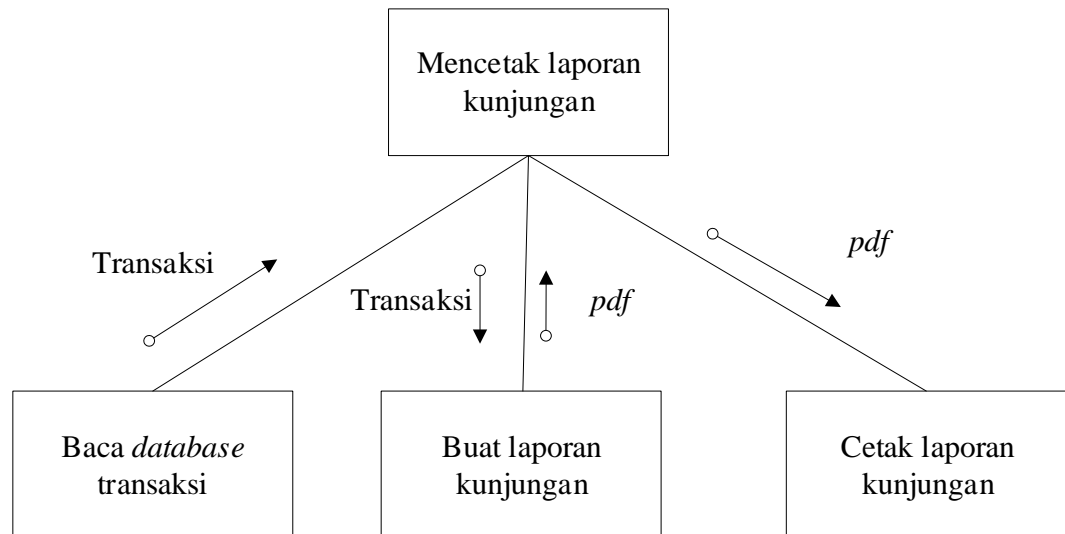 Mencetak laporan
kunjungan
Transaksi
Transaksi
pdf
pdf
Baca database
transaksi
Buat laporan
kunjungan
Cetak laporan
kunjungan